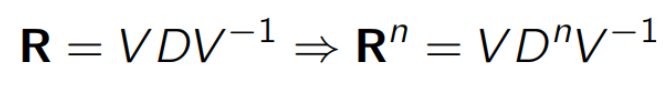 R = VDV⁻¹ ⇒ Rⁿ = VDⁿV⁻¹